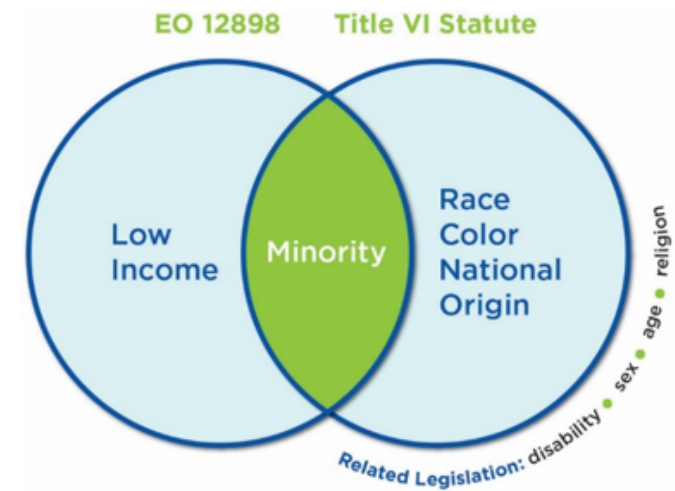 EO 12898
Title VI Statute
Low
Income
Minority
Race
Color
National
Origin
Related Legislation: disability • sex • age • religion